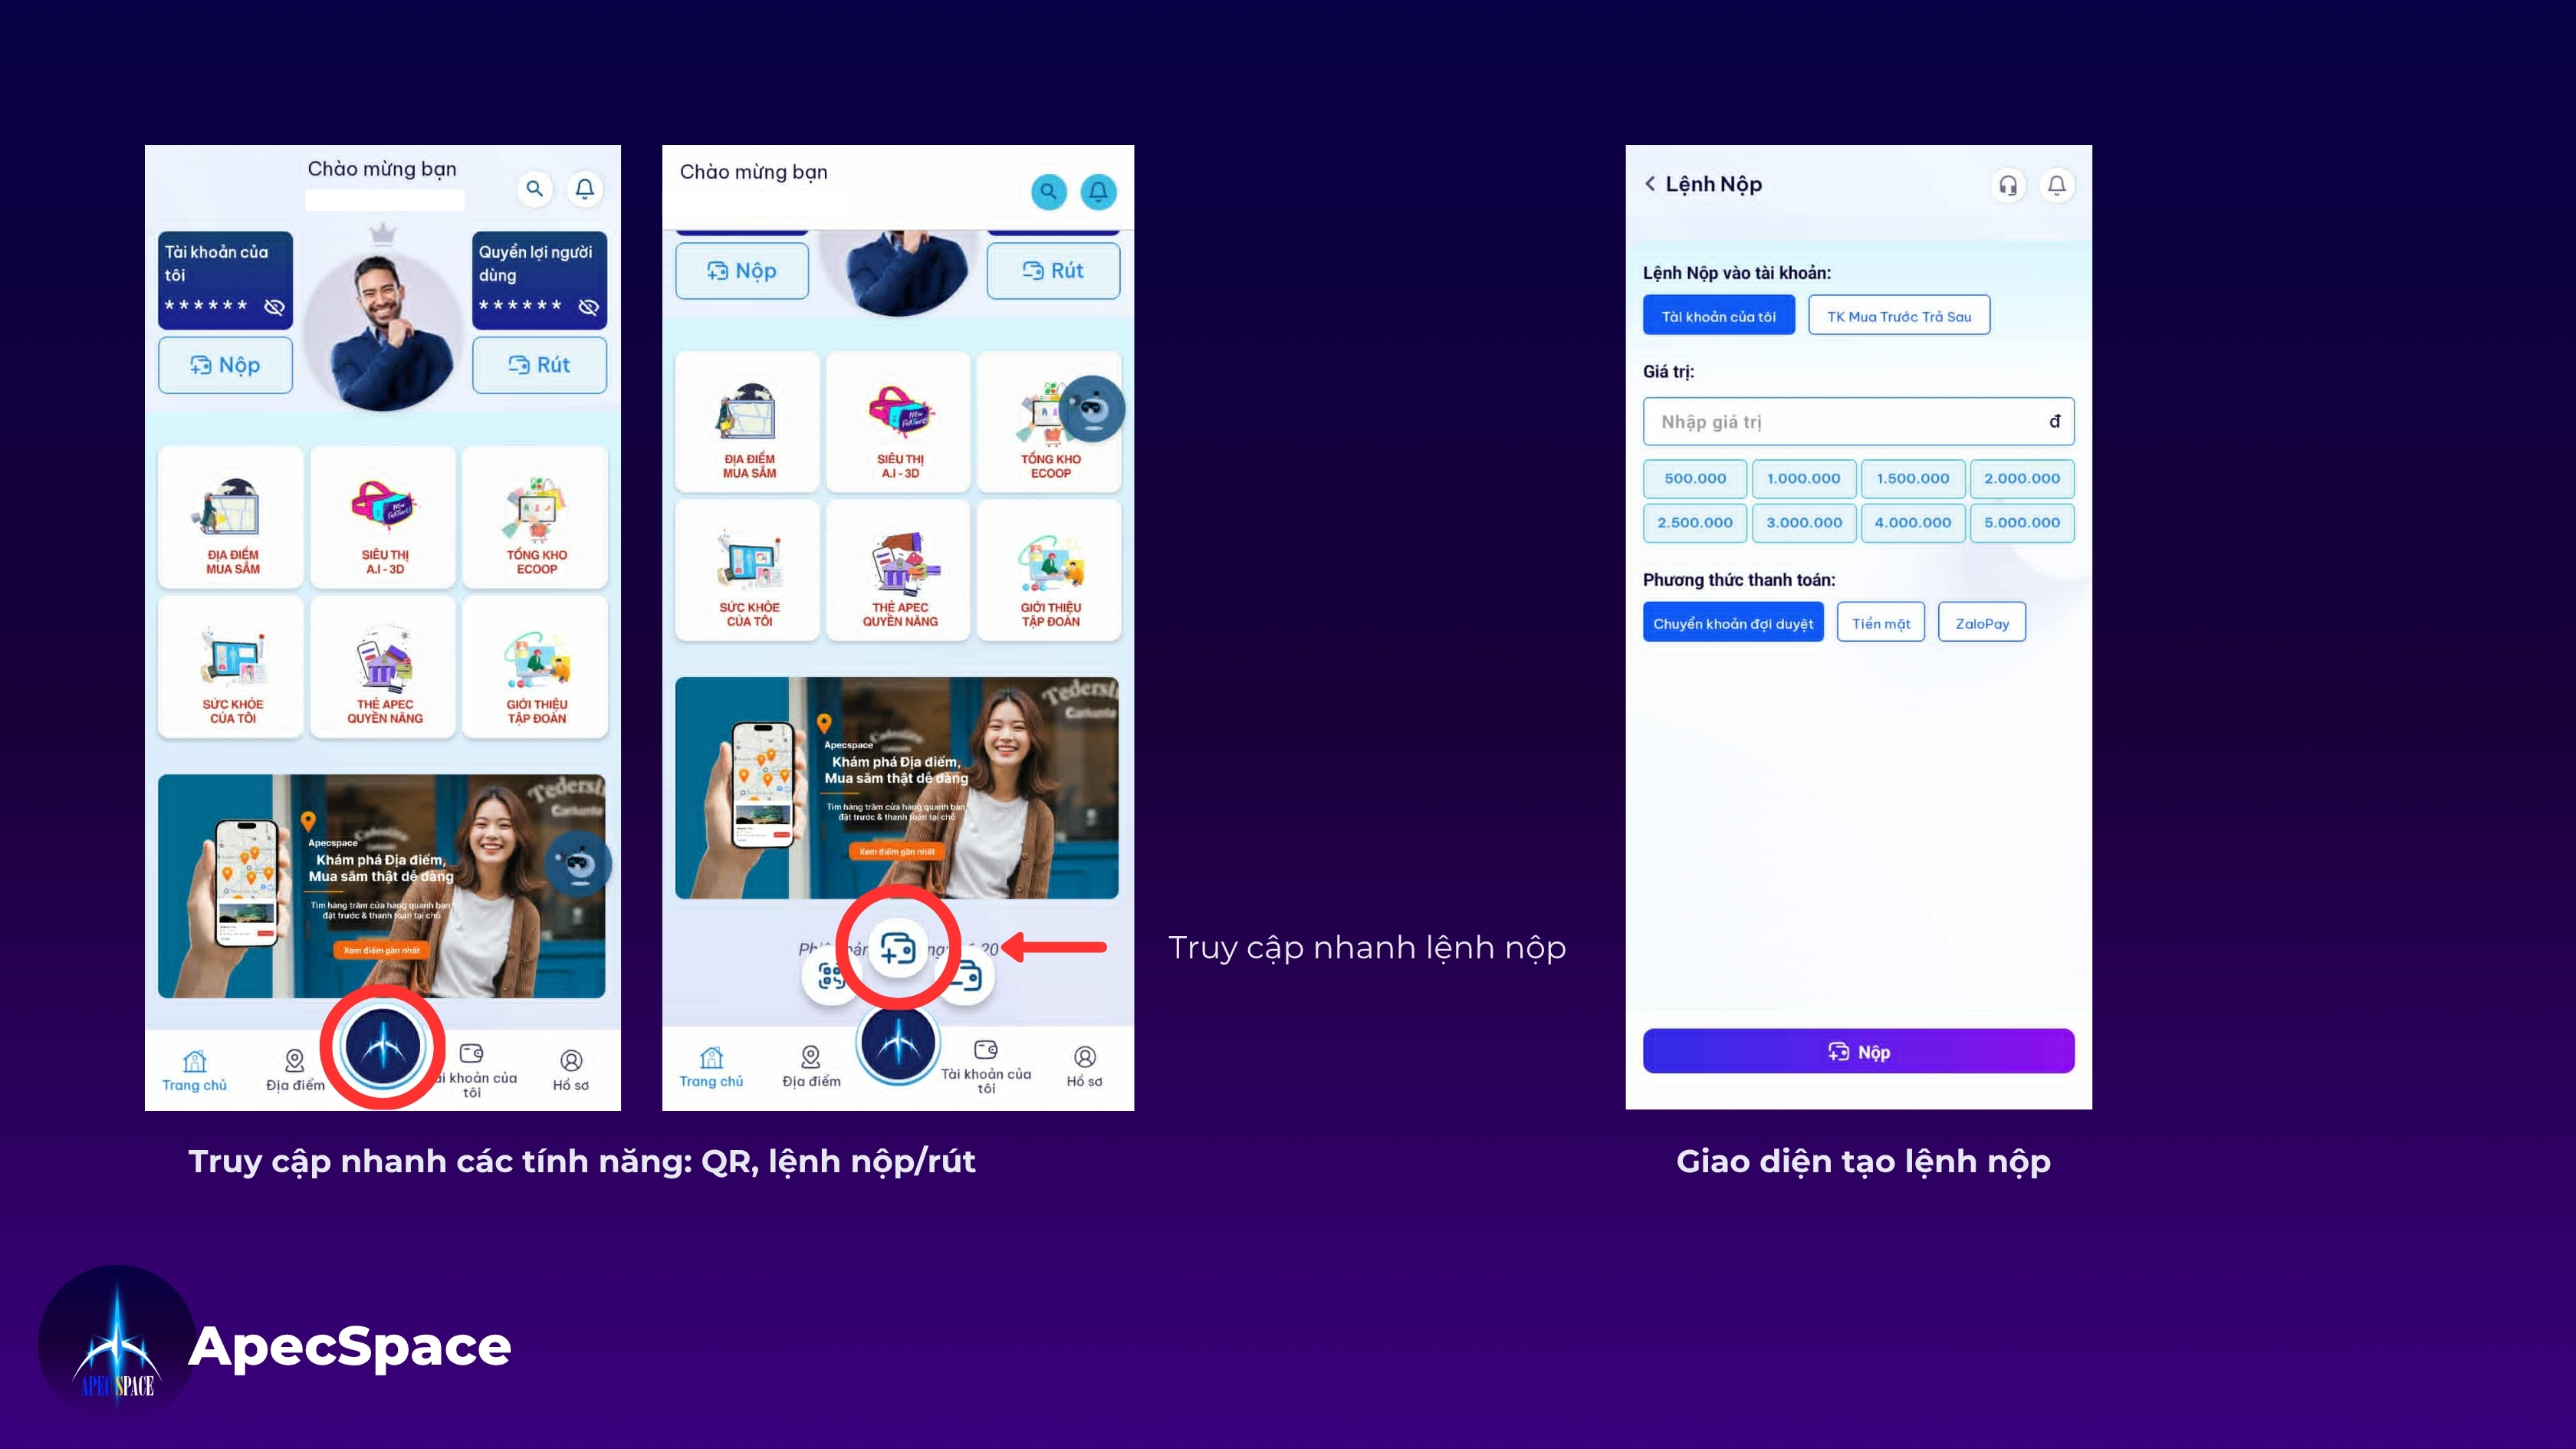 Chào mừng bạn
Tài khoản của
tôi
******
Quyền lợi người
dùng
******
Nộp
Rút
ĐỊA ĐIỂM
MUA SẮM
SIÊU THỊ
A.I - 3D
TỔNG KHO
ECOOP
SỨC KHỎE
CỦA TÔI
THẺ APEC
QUYỀN NĂNG
GIỚI THIỆU
TẬP ĐOÀN
Apecspace
Khám phá Địa điểm,
Mua sắm thật dễ dàng
Tìm hàng trăm cửa hàng quanh bạn
đặt trước & thanh toán tại chỗ
Xem điểm gần nhất
Trang chủ
Địa điểm
ài khoản của
tôi
Hồ sơ
Chào mừng bạn
Nộp
Rút
ĐỊA ĐIỂM
MUA SẮM
SIÊU THỊ
A.I - 3D
TỔNG KHO
ECOOP
SỨC KHỎE
CỦA TÔI
THẺ APEC
QUYỀN NĂNG
GIỚI THIỆU
TẬP ĐOÀN
Apecspace
Khám phá Địa điểm,
Mua sắm thật dễ dàng
Tìm hàng trăm cửa hàng quanh bạn
đặt trước & thanh toán tại chỗ
Xem điểm gần nhất
Trang chủ
Địa điểm
Tài khoản của
tôi
Hồ sơ
Truy cập nhanh lệnh nộp
Lệnh Nộp
Lệnh Nộp vào tài khoản:
Tài khoản của tôi
TK Mua Trước Trả Sau
Giá trị:
Nhập giá trị
đ
500.000
1.000.000
1.500.000
2.000.000
2.500.000
3.000.000
4.000.000
5.000.000
Phương thức thanh toán:
Chuyển khoản đợi duyệt
Tiền mặt
ZaloPay
Nộp
Truy cập nhanh các tính năng: QR, lệnh nộp/rút
Giao diện tạo lệnh nộp
APECSPACE
ApecSpace